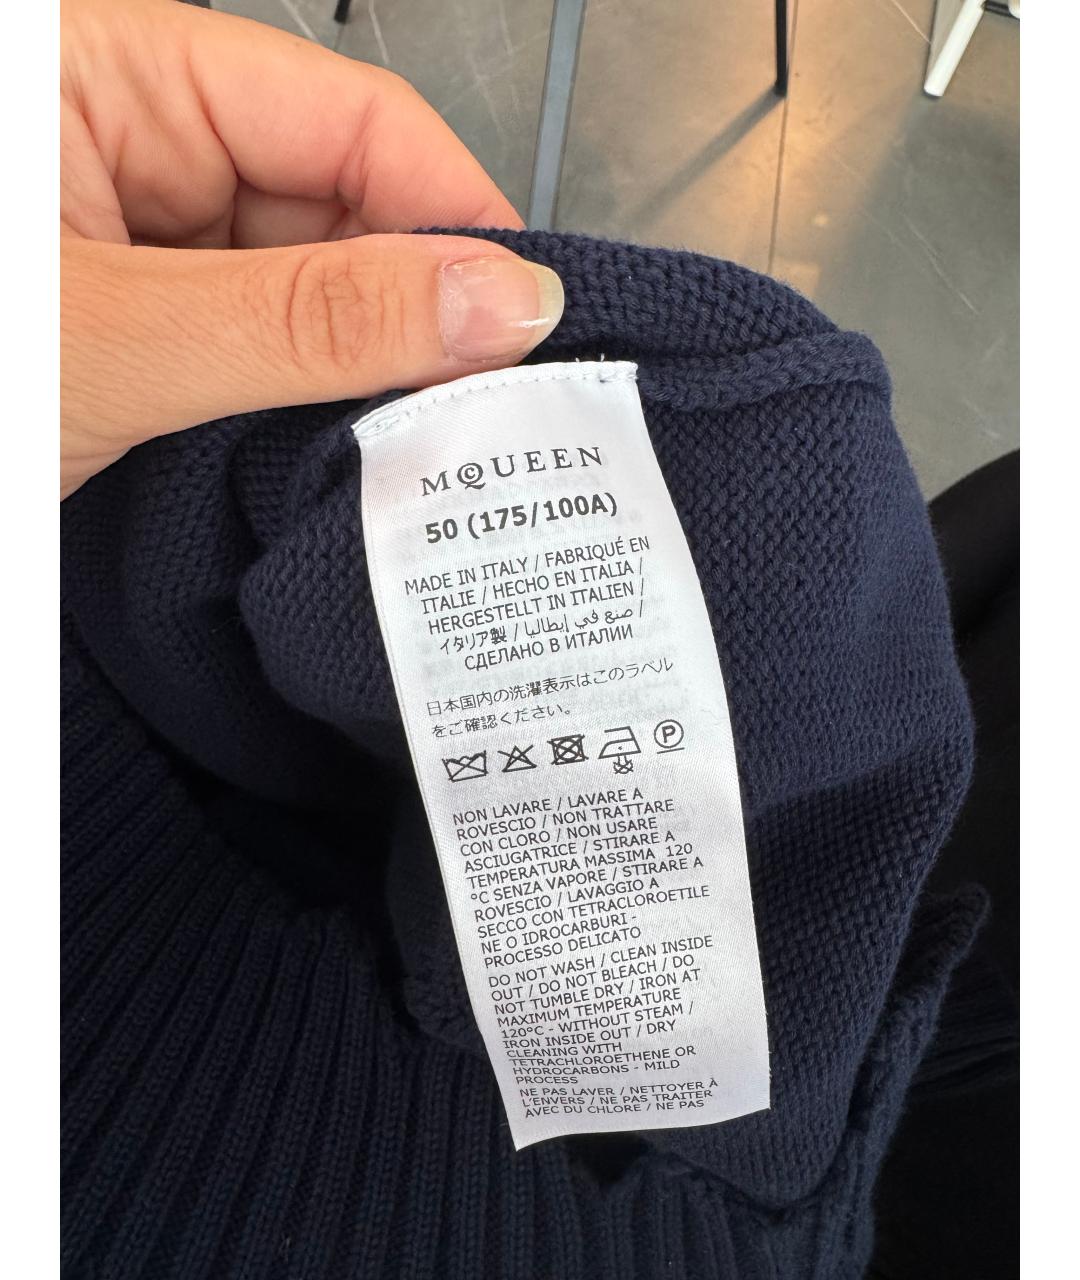 MCQUEEN
50 (175/100A)
MADE IN ITALY / FABRIQUÉ EN
ITALIE / HECHO EN ITALIA /
HERGESTELLT IN ITALIEN /
イタリア製 / صنع في إيطاليا /
СДЕЛАНО В ИТАЛИИ
日本国内の洗濯表示はこのラベル
をご確認ください。
P
NON LAVARE / LAVARE A
ROVESCIO / NON TRATTARE
CON CLORO / NON USARE
ASCIUGATRICE / STIRARE A
TEMPERATURA MASSIMA 120
°C SENZA VAPORE / STIRARE A
ROVESCIO / LAVAGGIO A
SECCO CON TETRACLOROETILE
NE O IDROCARBURI -
PROCESSO DELICATO
DO NOT WASH / CLEAN INSIDE
OUT / DO NOT BLEACH / DO
NOT TUMBLE DRY / IRON AT
MAXIMUM TEMPERATURE
120°C - WITHOUT STEAM /
IRON INSIDE OUT / DRY
CLEANING WITH
TETRACHLOROETHENE OR
HYDROCARBONS - MILD
PROCESS
NE PAS LAVER / NETTOYER À
L'ENVERS / NE PAS TRAITER
AVEC DU CHLORE / NE PAS